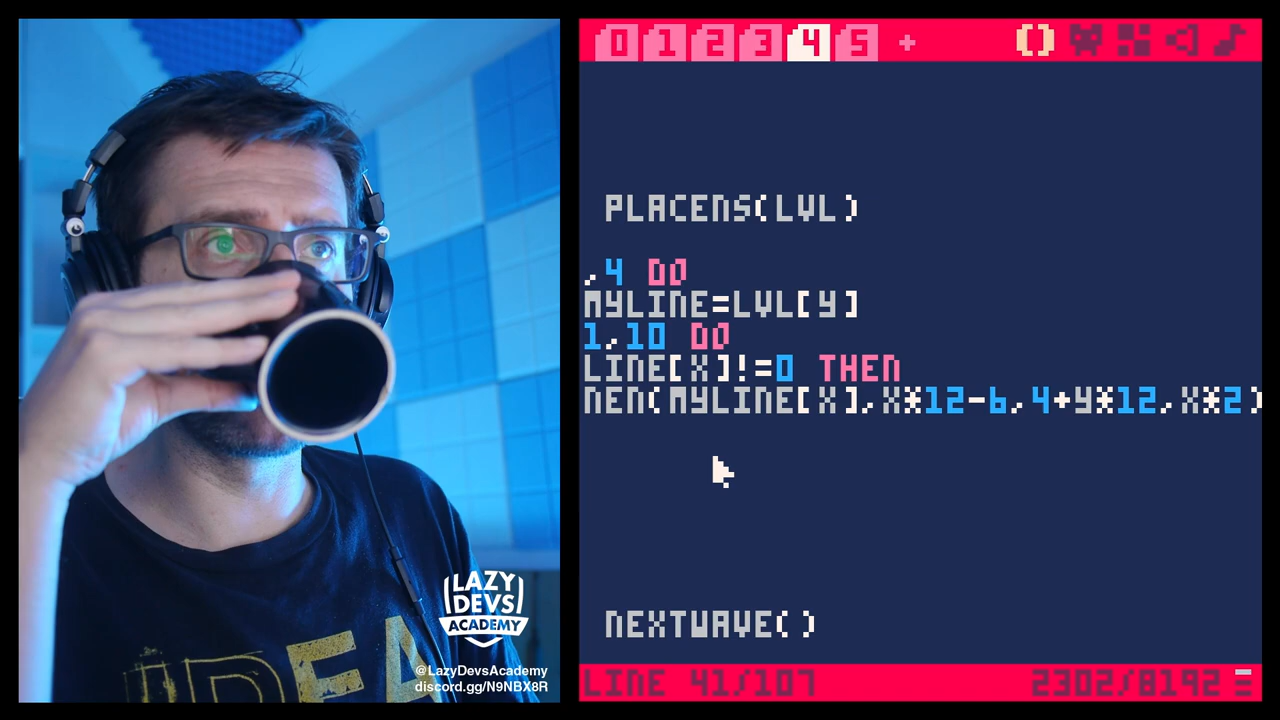 0 1 2 3 4 5 + ()
PLACENS(LVL)
,4 DO
MYLINE=LVL[Y]
1,10 DO
LINE[X]!=0 THEN
NEN(MYLINE[X],X*12-6,4+Y*12,X*2)
NEXTWAVE()
LINE 41/107
2302/8192
IDEA
LAZY
DEVS
ACADEMY
@LazyDevsAcademy
discord.gg/N9NBX8R